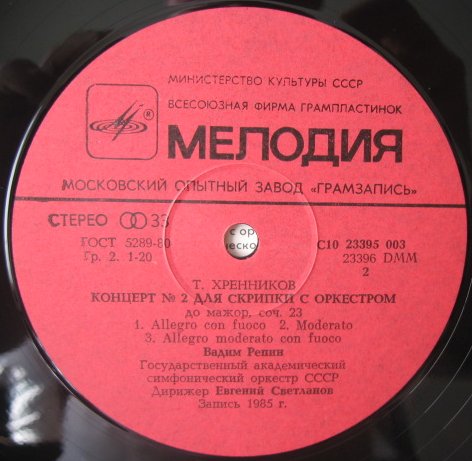 МИНИСТЕРСТВО КУЛЬТУРЫ СССР
ВСЕСОЮЗНАЯ ФИРМА ГРАМПЛАСТИНОК
®
МЕЛОДИЯ
МОСКОВСКИЙ ОПЫТНЫЙ ЗАВОД «ГРАМЗАПИСЬ»
СТЕРЕО 33
ГОСТ 5289-80
Гр. 2. 1-20
С10 23395 003
23396 DMM
2
Т. ХРЕННИКОВ
КОНЦЕРТ № 2 ДЛЯ СКРИПКИ С ОРКЕСТРОМ
до мажор, соч. 23
1. Allegro con fuoco 2. Moderato
3. Allegro moderato con fuoco
Вадим Репин
Государственный академический
симфонический оркестр СССР
Дирижер Евгений Светланов
Запись 1985 г.